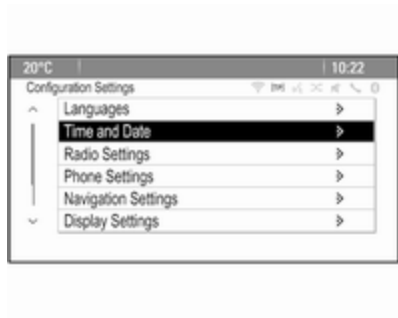 20°C 10:22
Configuration Settings
Languages
Time and Date
Radio Settings
Phone Settings
Navigation Settings
Display Settings